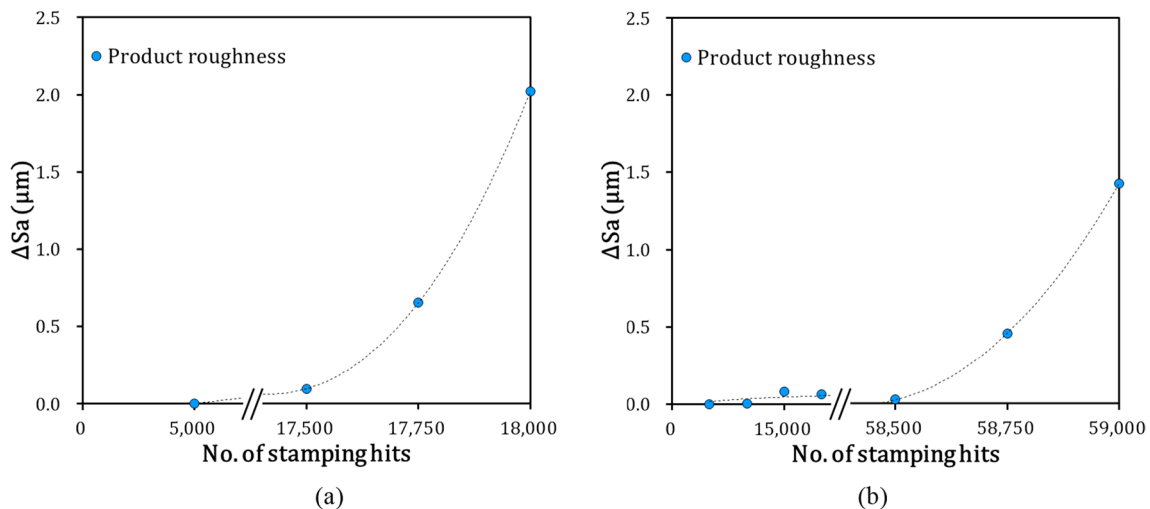 2.5
Product roughness
2.0
1.5
1.0
0.5
0.0
ΔSa (μm)
0 5,000 17,500 17,750 18,000
No. of stamping hits
(a)
2.5
Product roughness
2.0
1.5
1.0
0.5
0.0
ΔSa (μm)
0 15,000 58,500 58,750 59,000
No. of stamping hits
(b)